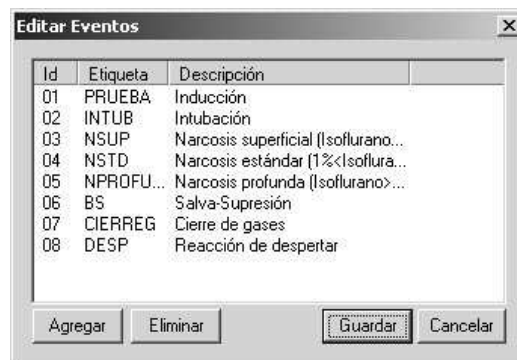 Editar Eventos
Id Etiqueta Descripción
01 PRUEBA Inducción
02 INTUB Intubación
03 NSUP Narcosis superficial (Isoflurano...
04 NSTD Narcosis estándar (1%<Isoflura...
05 NPROFU... Narcosis profunda (Isoflurano>...
06 BS Salva-Supresión
07 CIERREG Cierre de gases
08 DESP Reacción de despertar
Agregar Eliminar Guardar Cancelar